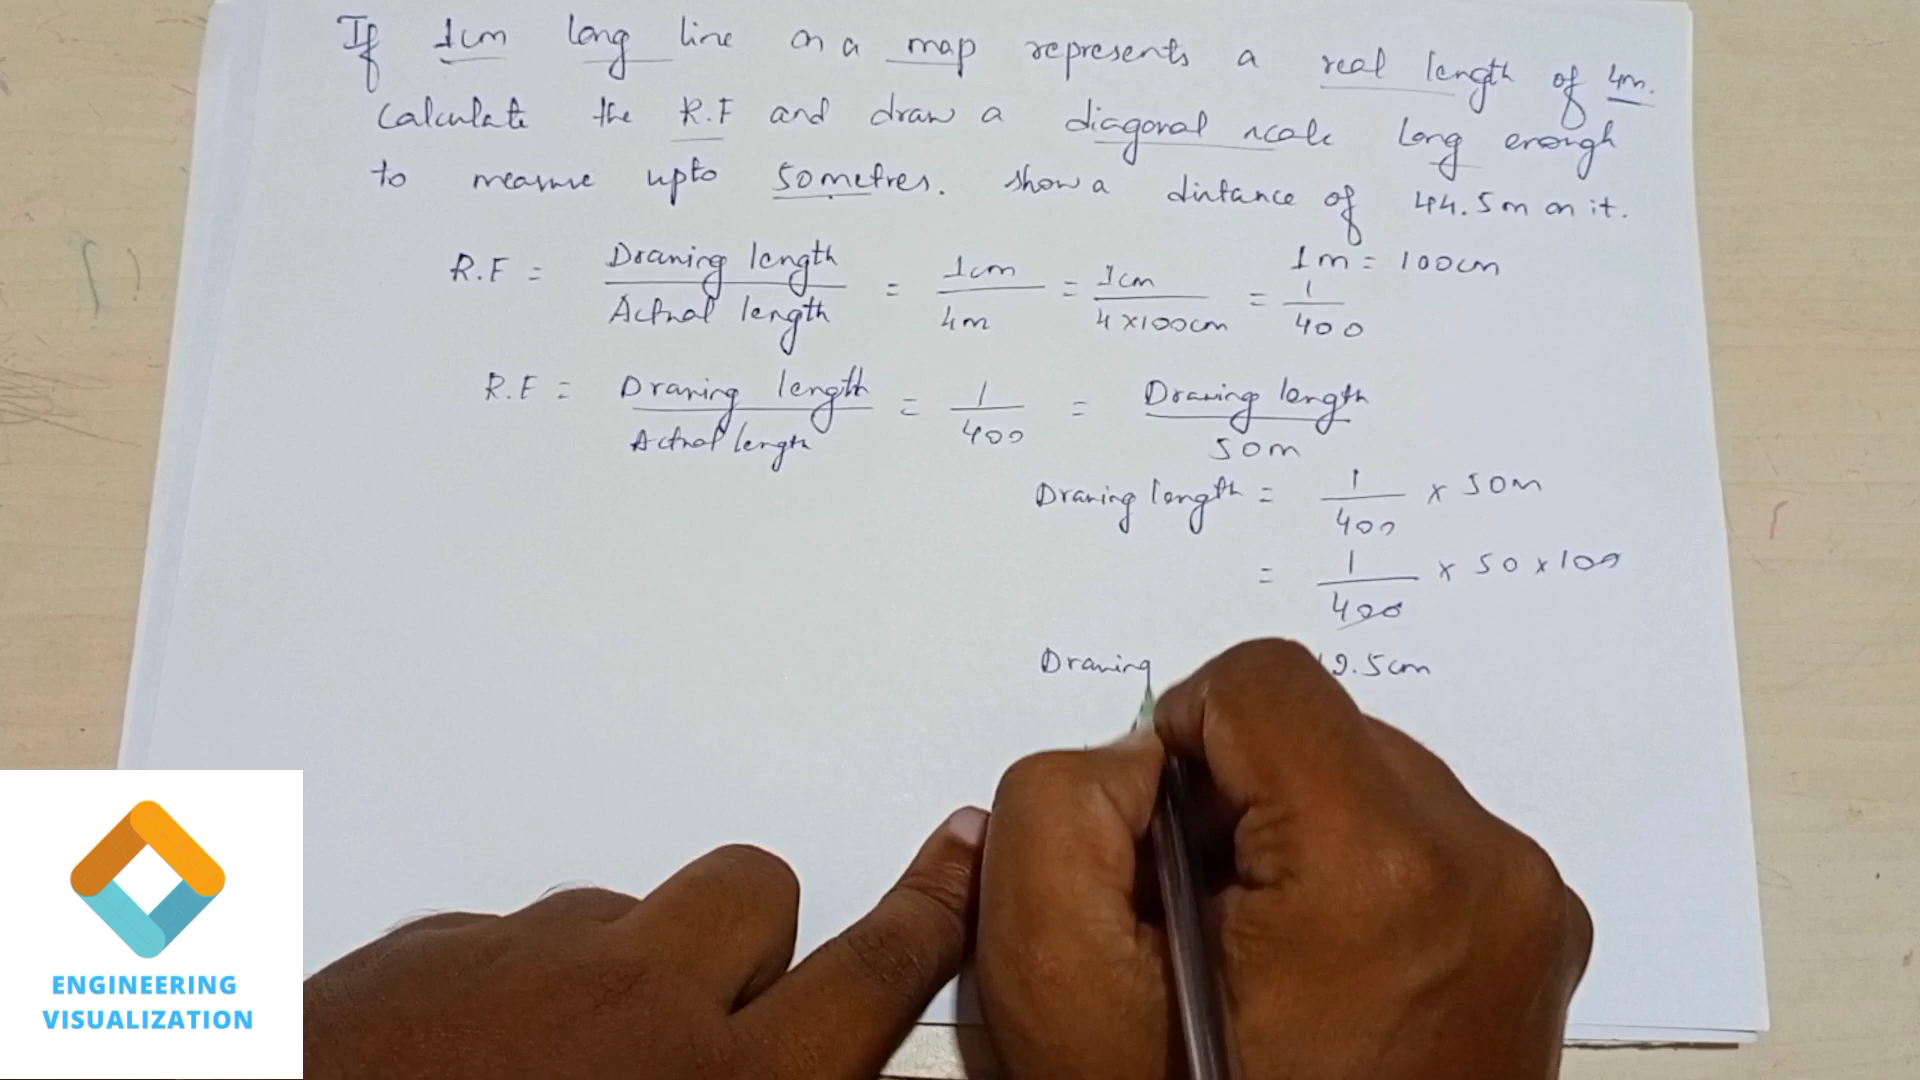 If 1cm long line on a map represents a real length of 4m.
Calculate the R.F and draw a diagonal scale long enough
to measure upto 50metres. show a distance of 44.5m on it.
R.F = Drawing length / Actual length = 1cm / 4m = 1cm / 4x100cm = 1 / 400
1m = 100cm
R.F = Drawing length / Actual length = 1 / 400 = Drawing length / 50m
Drawing length = 1 / 400 x 50m
= 1 / 400 x 50x100
Drawing 12.5cm
ENGINEERING
VISUALIZATION